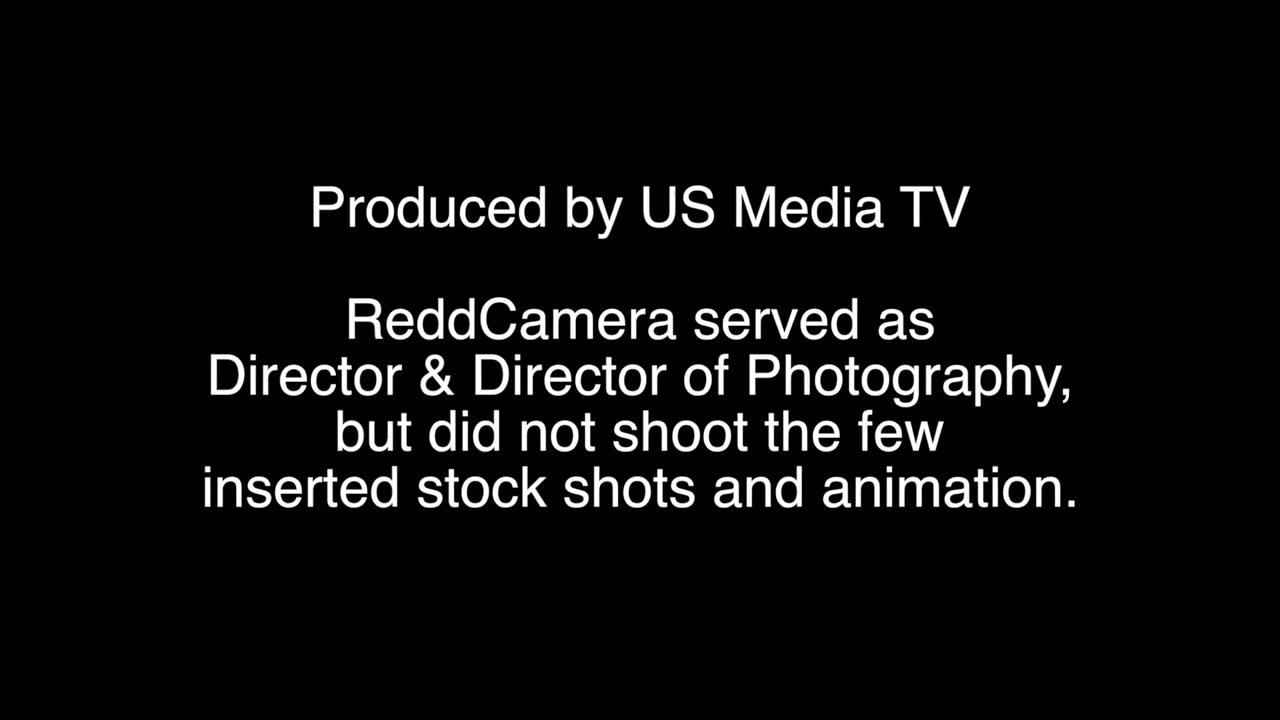 Produced by US Media TV
ReddCamera served as
Director & Director of Photography,
but did not shoot the few
inserted stock shots and animation.